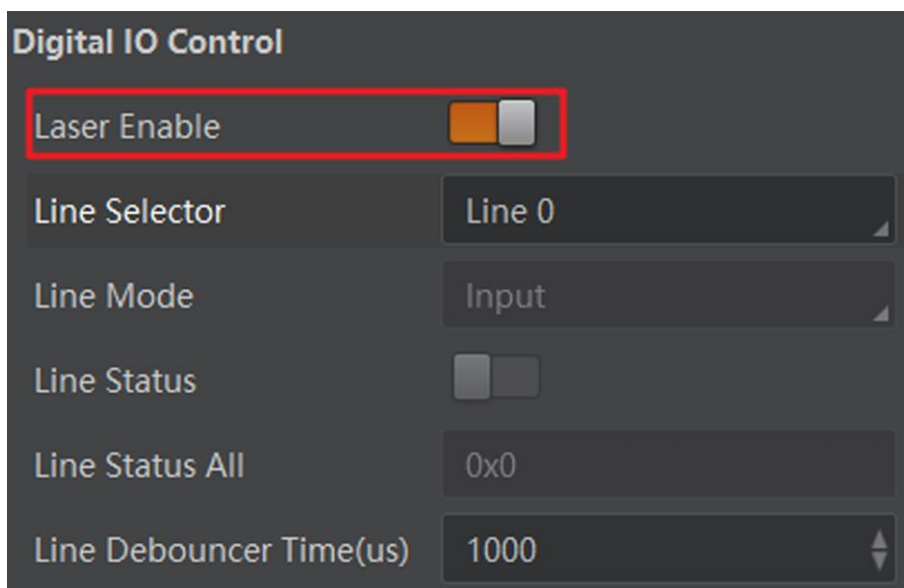 Digital IO Control
Laser Enable
Line Selector Line 0
Line Mode Input
Line Status
Line Status All 0x0
Line Debouncer Time(us) 1000